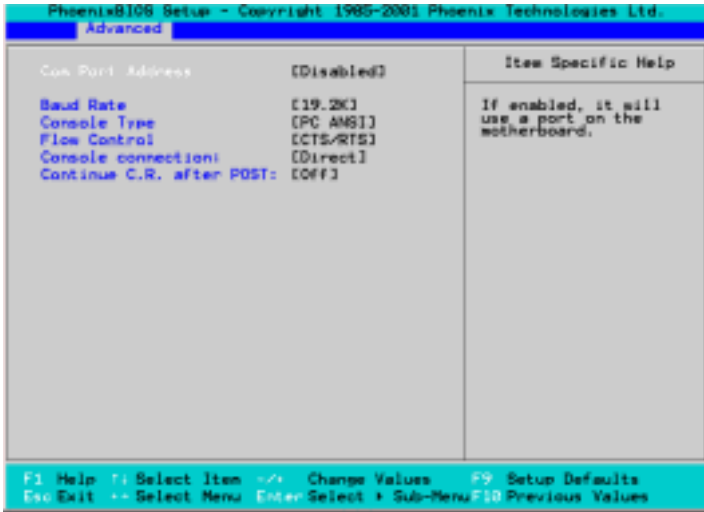 PhoenixBIOS Setup - Copyright 1985-2001 Phoenix Technologies Ltd.
Advanced
Com Port Address [Disabled]
Baud Rate [19.2K]
Console Type [PC ANSI]
Flow Control [CTS/RTS]
Console connection: [Direct]
Continue C.R. after POST: [Off]
Item Specific Help
If enabled, it will
use a port on the
motherboard.
F1 Help ↑↓ Select Item -/+ Change Values F9 Setup Defaults
Esc Exit ↔ Select Menu Enter Select ▸ Sub-Menu F10 Previous Values